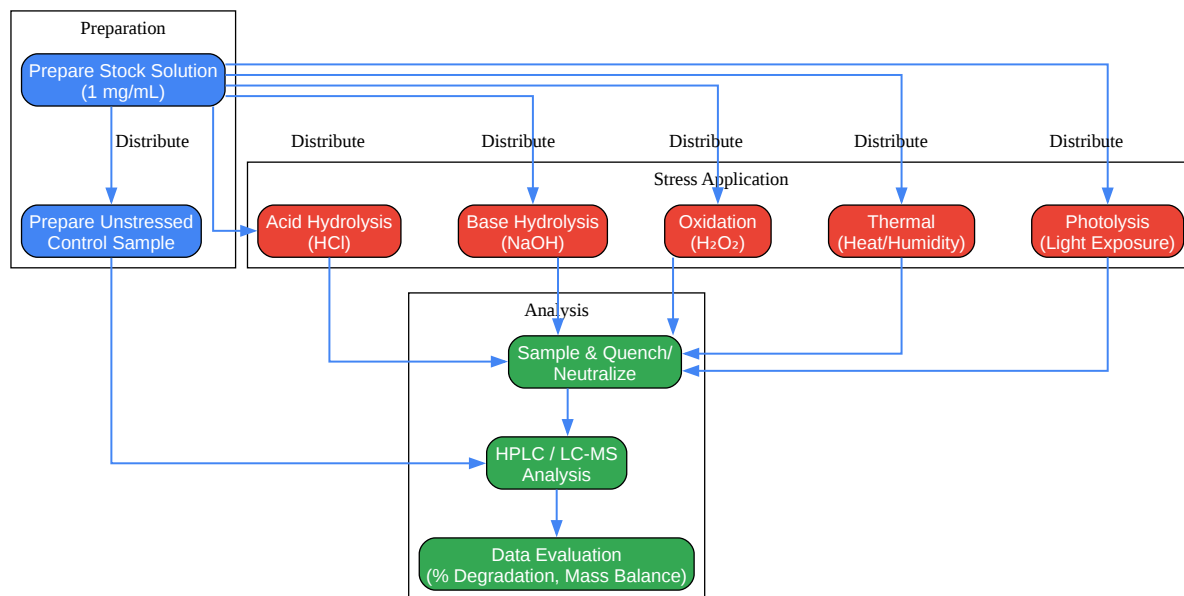 Preparation
Prepare Stock Solution
(1 mg/mL)
Distribute
Distribute
Distribute
Distribute
Distribute
Distribute
Stress Application
Prepare Unstressed
Control Sample
Acid Hydrolysis
(HCl)
Base Hydrolysis
(NaOH)
Oxidation
(H₂O₂)
Thermal
(Heat/Humidity)
Photolysis
(Light Exposure)
Analysis
Sample & Quench/
Neutralize
HPLC / LC-MS
Analysis
Data Evaluation
(% Degradation, Mass Balance)